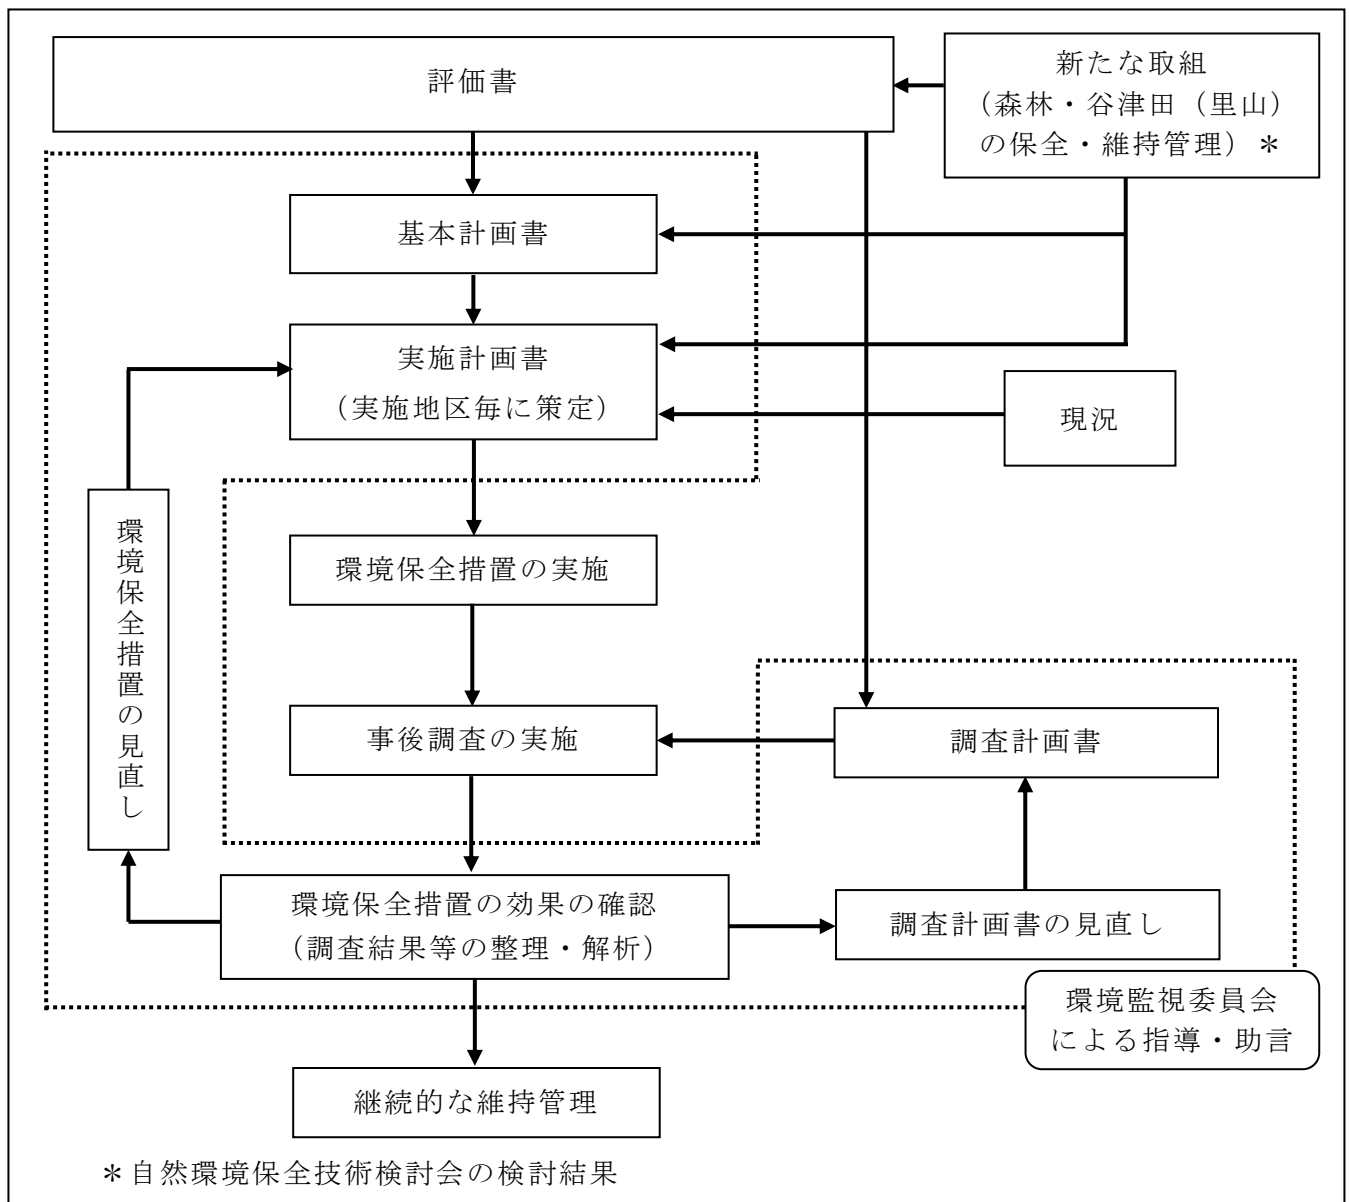 評価書
新たな取組
（森林・谷津田（里山）
の保全・維持管理）＊
基本計画書
実施計画書
（実施地区毎に策定）
現況
環境保全措置の見直し
環境保全措置の実施
事後調査の実施
調査計画書
環境保全措置の効果の確認
（調査結果等の整理・解析）
調査計画書の見直し
環境監視委員会
による指導・助言
継続的な維持管理
＊自然環境保全技術検討会の検討結果